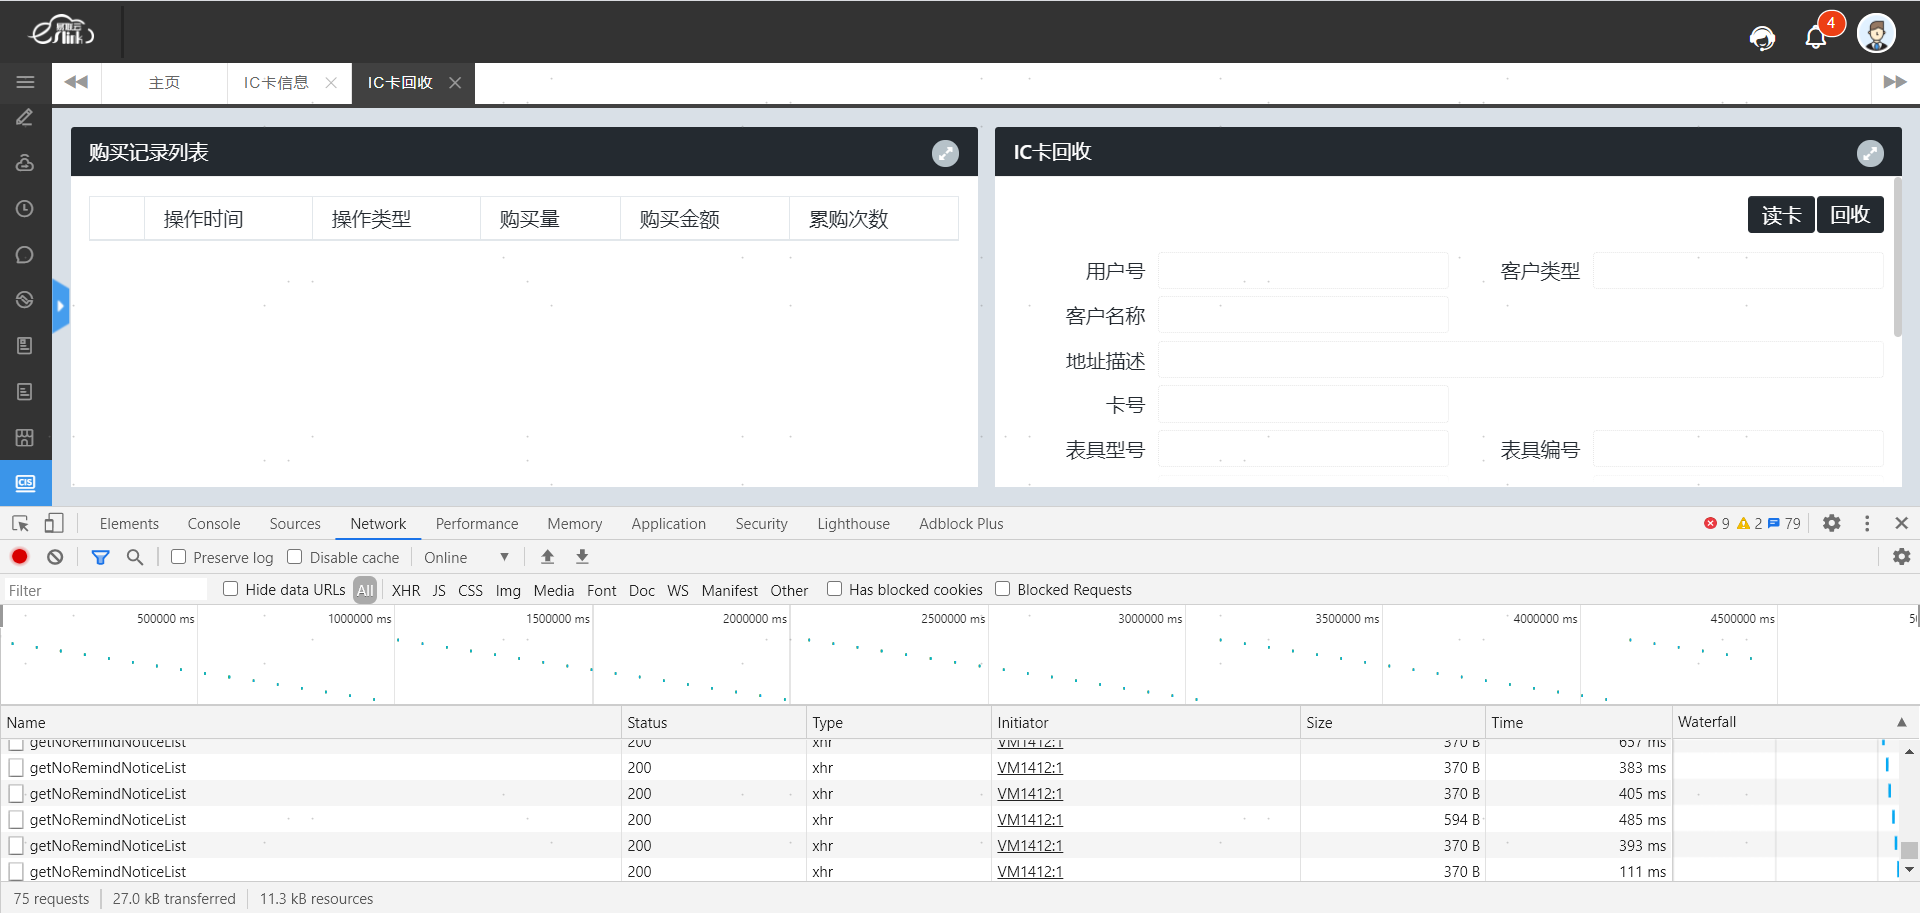 易联云
eslink
4
主页
IC卡信息
IC卡回收
购买记录列表
操作时间
操作类型
购买量
购买金额
累购次数
IC卡回收
读卡
回收
用户号
客户类型
客户名称
地址描述
卡号
表具型号
表具编号
CIS
Elements Console Sources Network Performance Memory Application Security Lighthouse Adblock Plus
9 2 79
Preserve log Disable cache Online
Filter Hide data URLs All XHR JS CSS Img Media Font Doc WS Manifest Other Has blocked cookies Blocked Requests
500000 ms 1000000 ms 1500000 ms 2000000 ms 2500000 ms 3000000 ms 3500000 ms 4000000 ms 4500000 ms
Name Status Type Initiator Size Time Waterfall
getNoRemindNoticeList 200 xhr VM1412:1 370 B 657 ms
getNoRemindNoticeList 200 xhr VM1412:1 370 B 383 ms
getNoRemindNoticeList 200 xhr VM1412:1 370 B 405 ms
getNoRemindNoticeList 200 xhr VM1412:1 594 B 485 ms
getNoRemindNoticeList 200 xhr VM1412:1 370 B 393 ms
getNoRemindNoticeList 200 xhr VM1412:1 370 B 111 ms
75 requests 27.0 kB transferred 11.3 kB resources